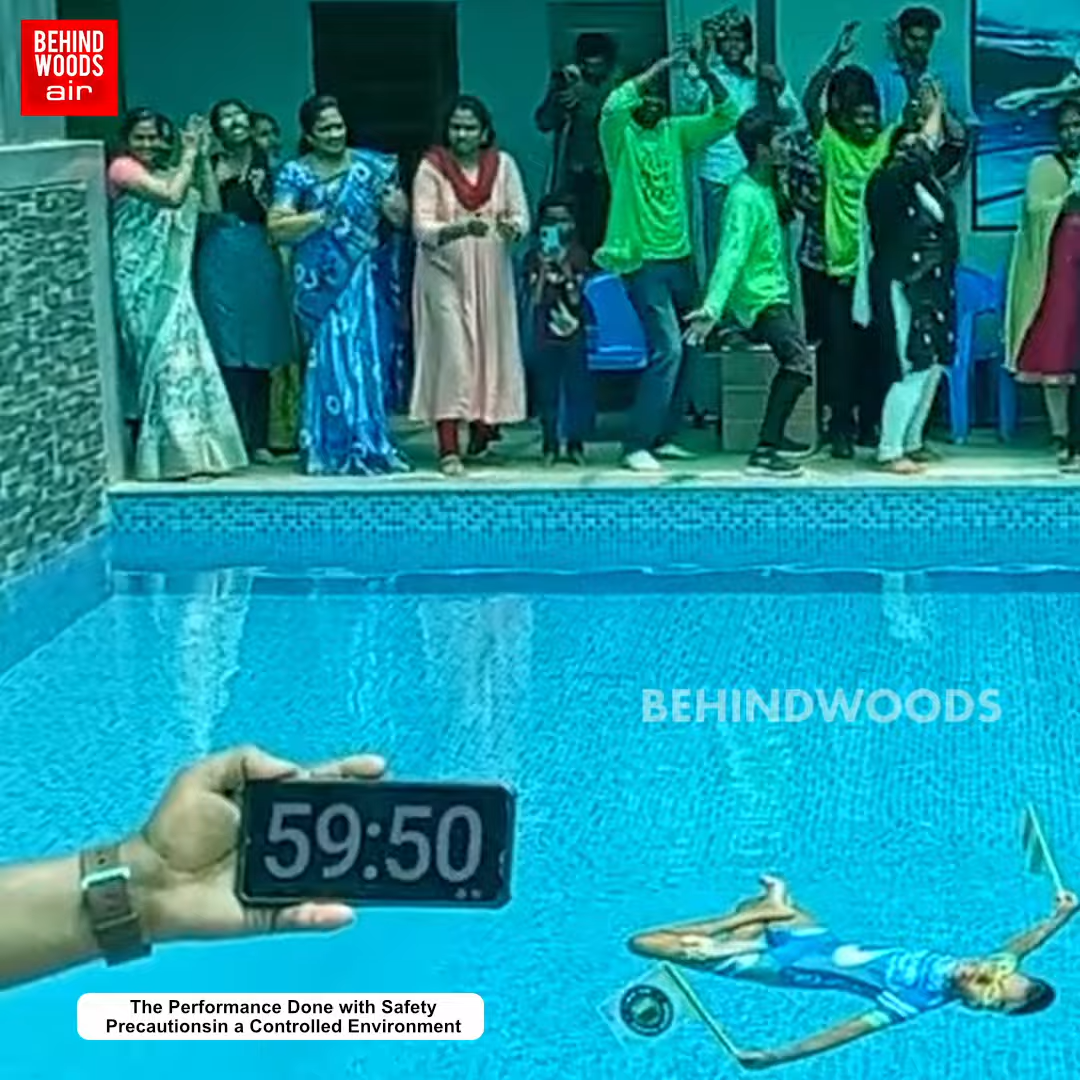 BEHIND
WOODS
air
BEHINDWOODS
59:50
The Performance Done with Safety
Precautionsin a Controlled Environment